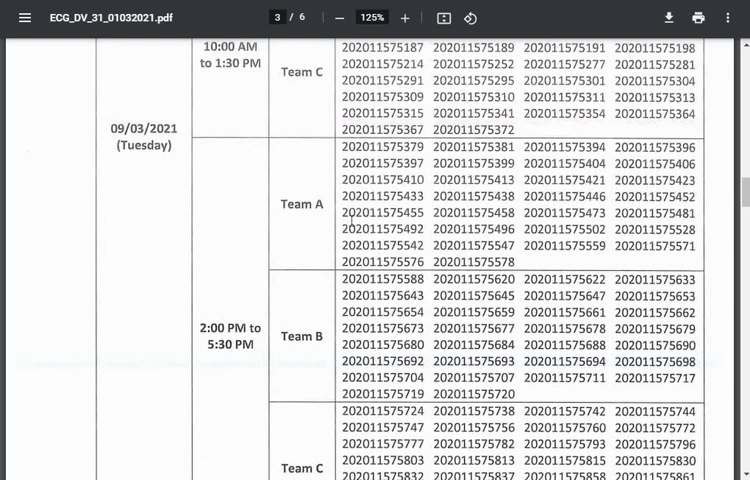 ECG_DV_31_01032021.pdf
3 / 6
125%
10:00 AM
to 1:30 PM
Team C
202011575187 202011575189 202011575191 202011575198
202011575214 202011575252 202011575277 202011575281
202011575291 202011575295 202011575301 202011575304
202011575309 202011575310 202011575311 202011575313
202011575315 202011575341 202011575354 202011575364
202011575367 202011575372
09/03/2021
(Tuesday)
2:00 PM to
5:30 PM
Team A
202011575379 202011575381 202011575394 202011575396
202011575397 202011575399 202011575404 202011575406
202011575410 202011575413 202011575421 202011575423
202011575433 202011575438 202011575446 202011575452
202011575455 202011575458 202011575473 202011575481
202011575492 202011575496 202011575502 202011575528
202011575542 202011575547 202011575559 202011575571
202011575576 202011575578
Team B
202011575588 202011575620 202011575622 202011575633
202011575643 202011575645 202011575647 202011575653
202011575654 202011575659 202011575661 202011575662
202011575673 202011575677 202011575678 202011575679
202011575680 202011575684 202011575688 202011575690
202011575692 202011575693 202011575694 202011575698
202011575704 202011575707 202011575711 202011575717
202011575719 202011575720
Team C
202011575724 202011575738 202011575742 202011575744
202011575747 202011575756 202011575760 202011575772
202011575777 202011575782 202011575793 202011575796
202011575803 202011575813 202011575815 202011575830
202011575832 202011575837 202011575858 202011575861